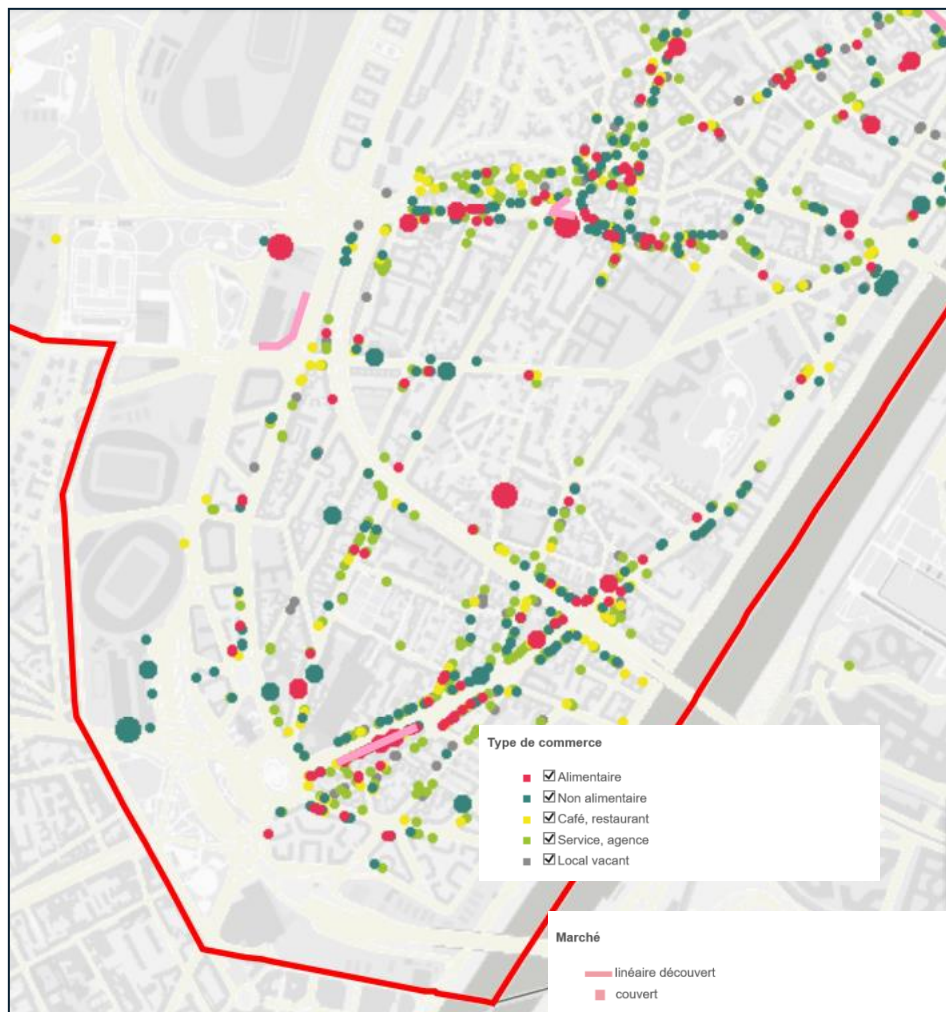 Type de commerce
Alimentaire
Non alimentaire
Café, restaurant
Service, agence
Local vacant
Marché
linéaire découvert
couvert